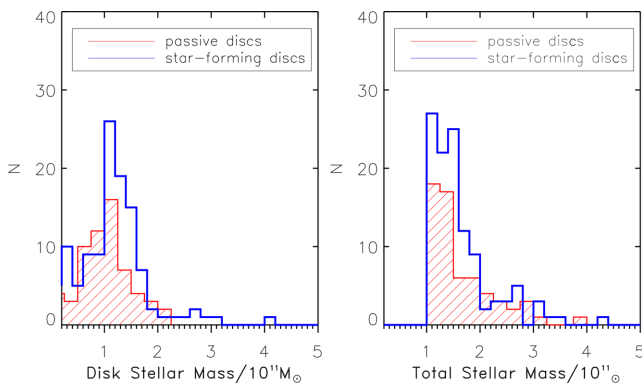 40
30
20
10
0
N
passive discs
star-forming discs
1 2 3 4 5
Disk Stellar Mass/10¹¹M☉
40
30
20
10
0
N
passive discs
star-forming discs
1 2 3 4 5
Total Stellar Mass/10¹¹☉